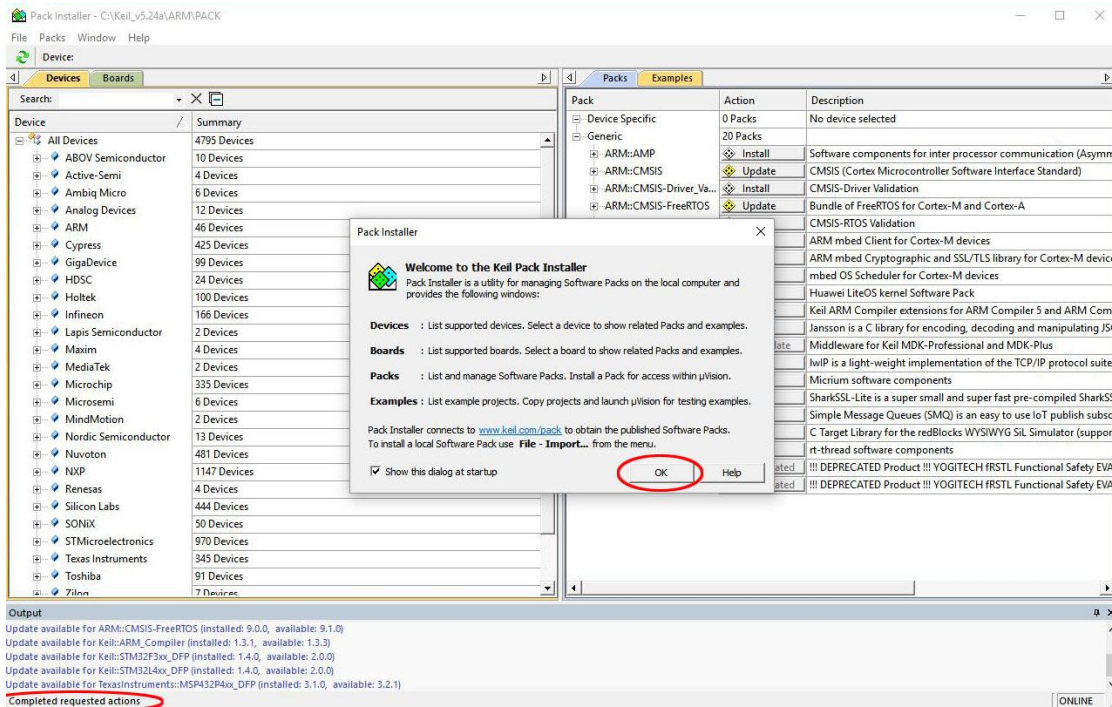 Pack Installer - C:\Keil_v5.24a\ARM\PACK
File Packs Window Help
Device:
Devices Boards
Search:
Device / Summary
All Devices 4795 Devices
ABOV Semiconductor 10 Devices
Active-Semi 4 Devices
Ambiq Micro 6 Devices
Analog Devices 12 Devices
ARM 46 Devices
Cypress 425 Devices
GigaDevice 99 Devices
HDSC 24 Devices
Holtek 100 Devices
Infineon 166 Devices
Lapis Semiconductor 2 Devices
Maxim 4 Devices
MediaTek 2 Devices
Microchip 335 Devices
Microsemi 6 Devices
MindMotion 2 Devices
Nordic Semiconductor 13 Devices
Nuvoton 481 Devices
NXP 1147 Devices
Renesas 4 Devices
Silicon Labs 444 Devices
SONiX 50 Devices
STMicroelectronics 970 Devices
Texas Instruments 345 Devices
Toshiba 91 Devices
Zilog 7 Devices
Packs Examples
Pack Action Description
Device Specific 0 Packs No device selected
Generic 20 Packs
ARM::AMP Install Software components for inter processor communication (Asymm
ARM::CMSIS Update CMSIS (Cortex Microcontroller Software Interface Standard)
ARM::CMSIS-Driver_Va... Install CMSIS-Driver Validation
ARM::CMSIS-FreeRTOS Update Bundle of FreeRTOS for Cortex-M and Cortex-A
CMSIS-RTOS Validation
ARM mbed Client for Cortex-M devices
ARM mbed Cryptographic and SSL/TLS library for Cortex-M device
mbed OS Scheduler for Cortex-M devices
Huawei LiteOS kernel Software Pack
Keil ARM Compiler extensions for ARM Compiler 5 and ARM Com
Jansson is a C library for encoding, decoding and manipulating JS
ate Middleware for Keil MDK-Professional and MDK-Plus
lwIP is a light-weight implementation of the TCP/IP protocol suite
Micrium software components
SharkSSL-Lite is a super small and super fast pre-compiled SharkSS
Simple Message Queues (SMQ) is an easy to use IoT publish subsc
C Target Library for the redBlocks WYSIWYG SiL Simulator (suppor
rt-thread software components
ated !!! DEPRECATED Product !!! YOGITECH fRSTL Functional Safety EVA
ated !!! DEPRECATED Product !!! YOGITECH fRSTL Functional Safety EVA
Pack Installer
Welcome to the Keil Pack Installer
Pack Installer is a utility for managing Software Packs on the local computer and
provides the following windows:
Devices : List supported devices. Select a device to show related Packs and examples.
Boards : List supported boards. Select a board to show related Packs and examples.
Packs : List and manage Software Packs. Install a Pack for access within µVision.
Examples : List example projects. Copy projects and launch µVision for testing examples.
Pack Installer connects to www.keil.com/pack to obtain the published Software Packs.
To install a local Software Pack use File - Import... from the menu.
Show this dialog at startup
OK Help
Output
Update available for ARM::CMSIS-FreeRTOS (installed: 9.0.0, available: 9.1.0)
Update available for Keil::ARM_Compiler (installed: 1.3.1, available: 1.3.3)
Update available for Keil::STM32F3xx_DFP (installed: 1.4.0, available: 2.0.0)
Update available for Keil::STM32L4xx_DFP (installed: 1.4.0, available: 2.0.0)
Update available for TexasInstruments::MSP432P4xx_DFP (installed: 3.1.0, available: 3.2.1)
Completed requested actions
ONLINE